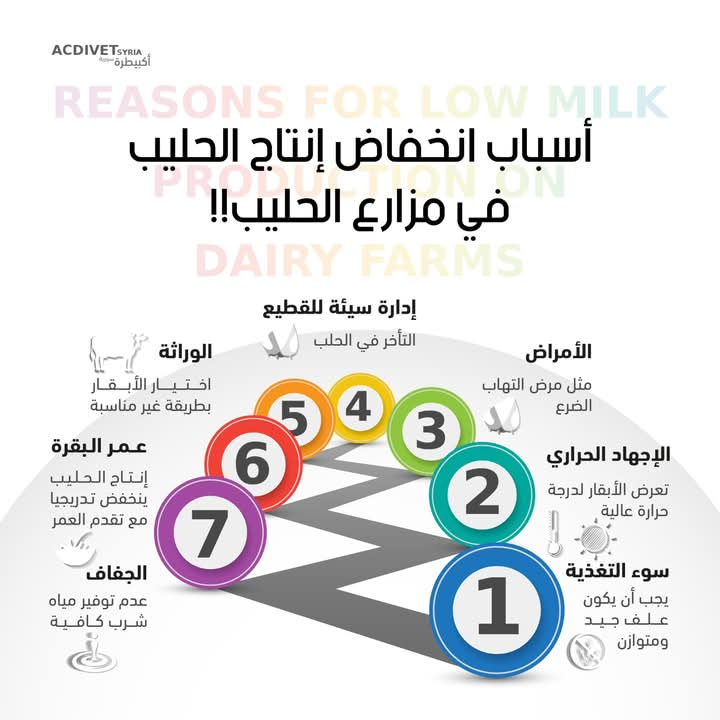 ACDIVET SYRIA
أكبيطرة سورية
REASONS FOR LOW MILK
أسباب انخفاض إنتاج الحليب
PRODUCTION ON
في مزارع الحليب!!
DAIRY FARMS
إدارة سيئة للقطيع
التأخر في الحلب
الأمراض
مثل مرض التهاب
الضرع
الوراثة
اختيار الأبقار
بطريقة غير مناسبة
الإجهاد الحراري
تعرض الأبقار لدرجة
حرارة عالية
عمر البقرة
إنتاج الحليب
ينخفض تدريجيا
مع تقدم العمر
سوء التغذية
يجب أن يكون
علف جيد
ومتوازن
الجفاف
عدم توفير مياه
شرب كافية
1
2
3
4
5
6
7